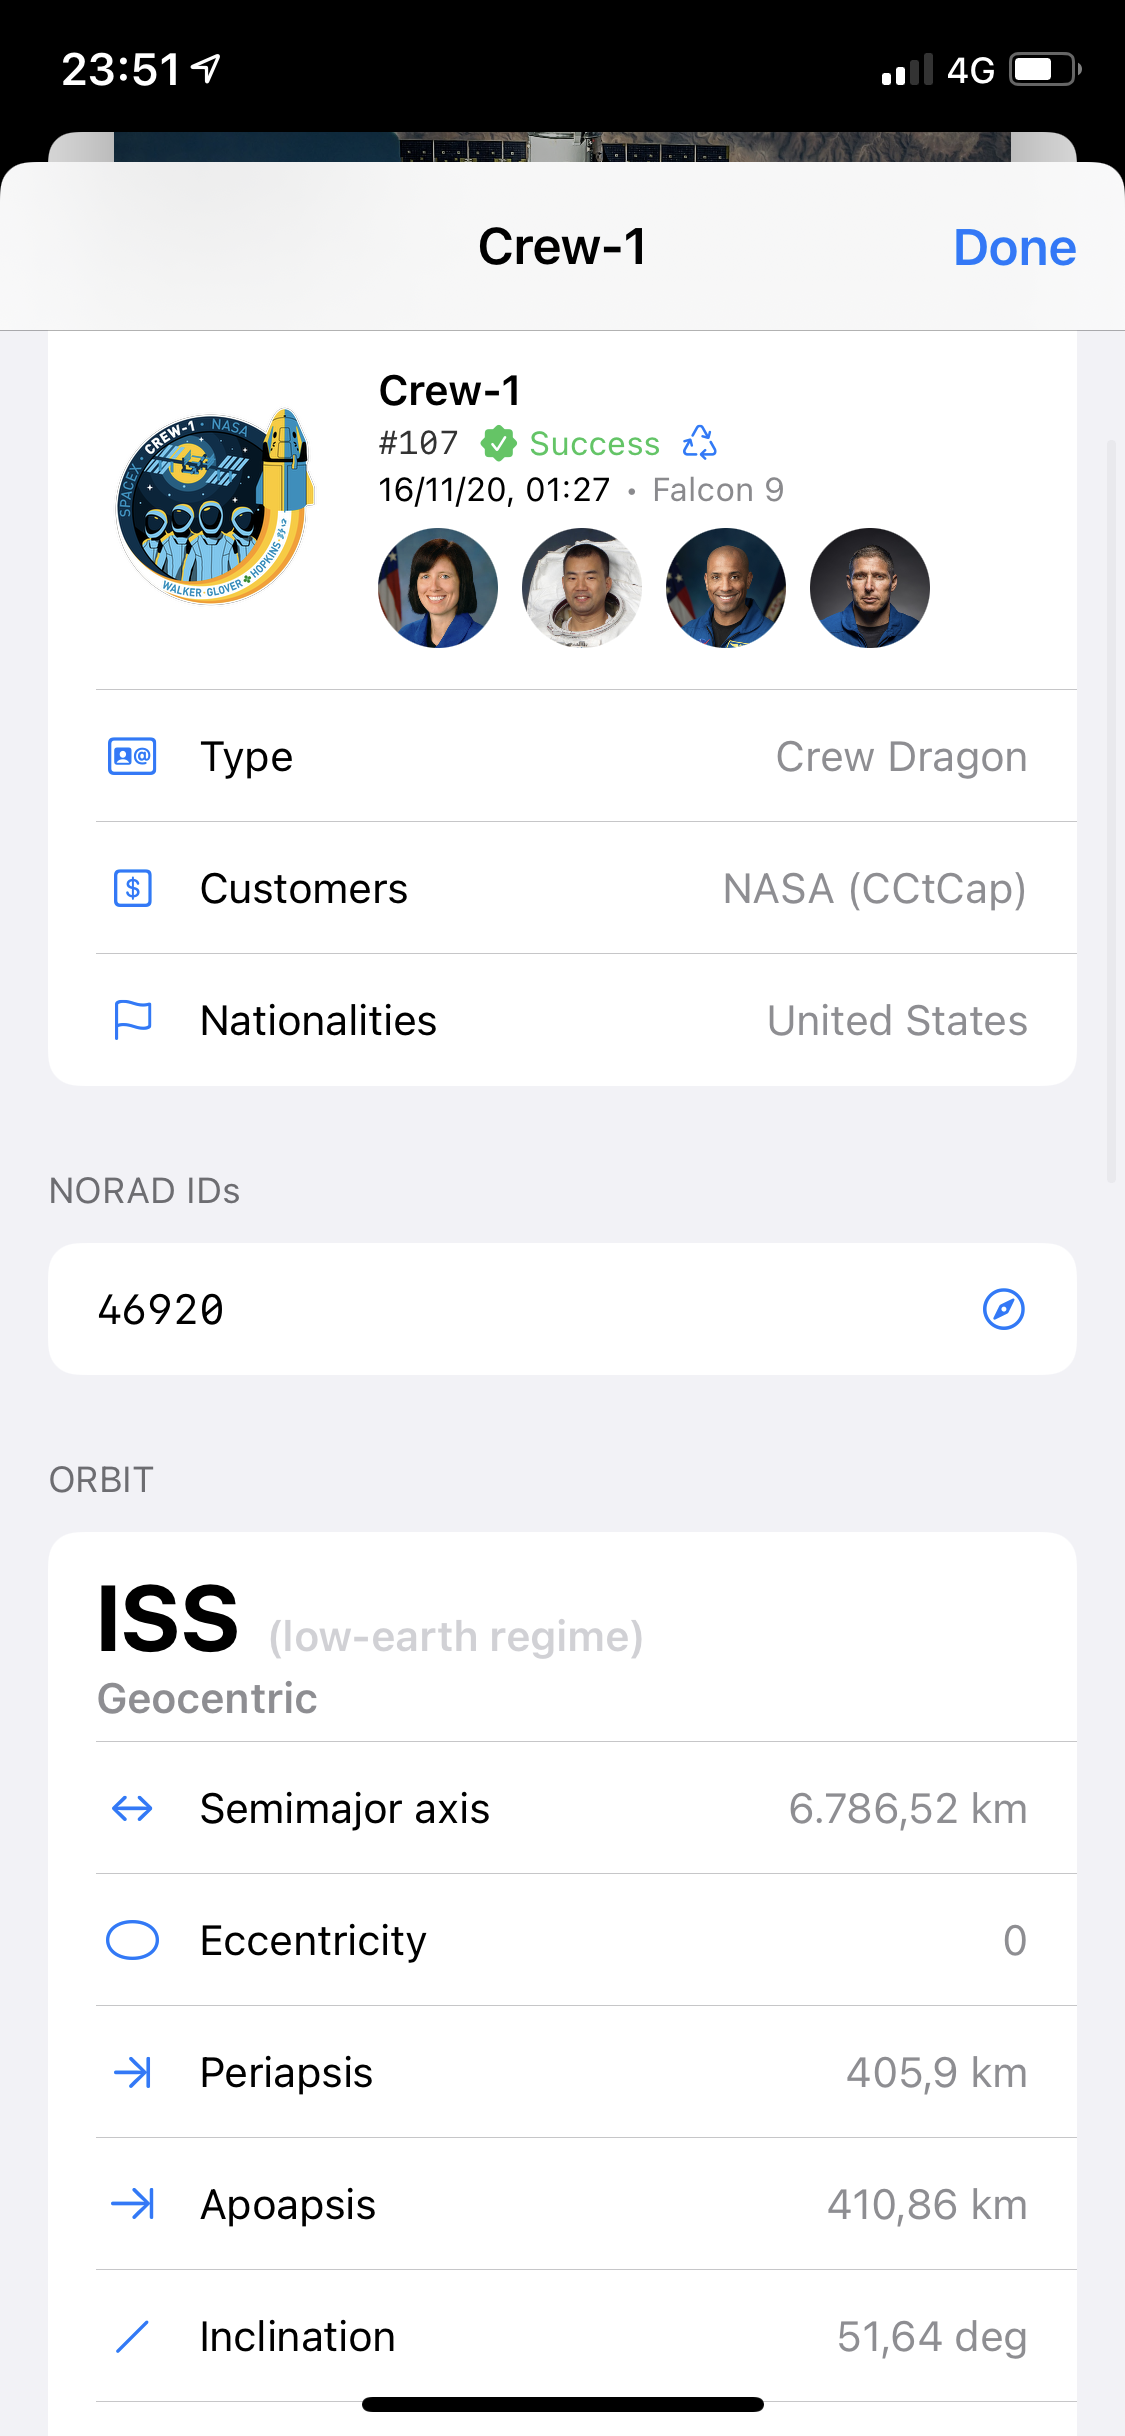 23:51
4G
Crew-1
Done
CREW-1 · NASA
SPACEX
WALKER · GLOVER HOPKINS
Crew-1
#107 Success
16/11/20, 01:27 • Falcon 9
Type Crew Dragon
Customers NASA (CCtCap)
Nationalities United States
NORAD IDs
46920
ORBIT
ISS (low-earth regime)
Geocentric
Semimajor axis 6.786,52 km
Eccentricity 0
Periapsis 405,9 km
Apoapsis 410,86 km
Inclination 51,64 deg